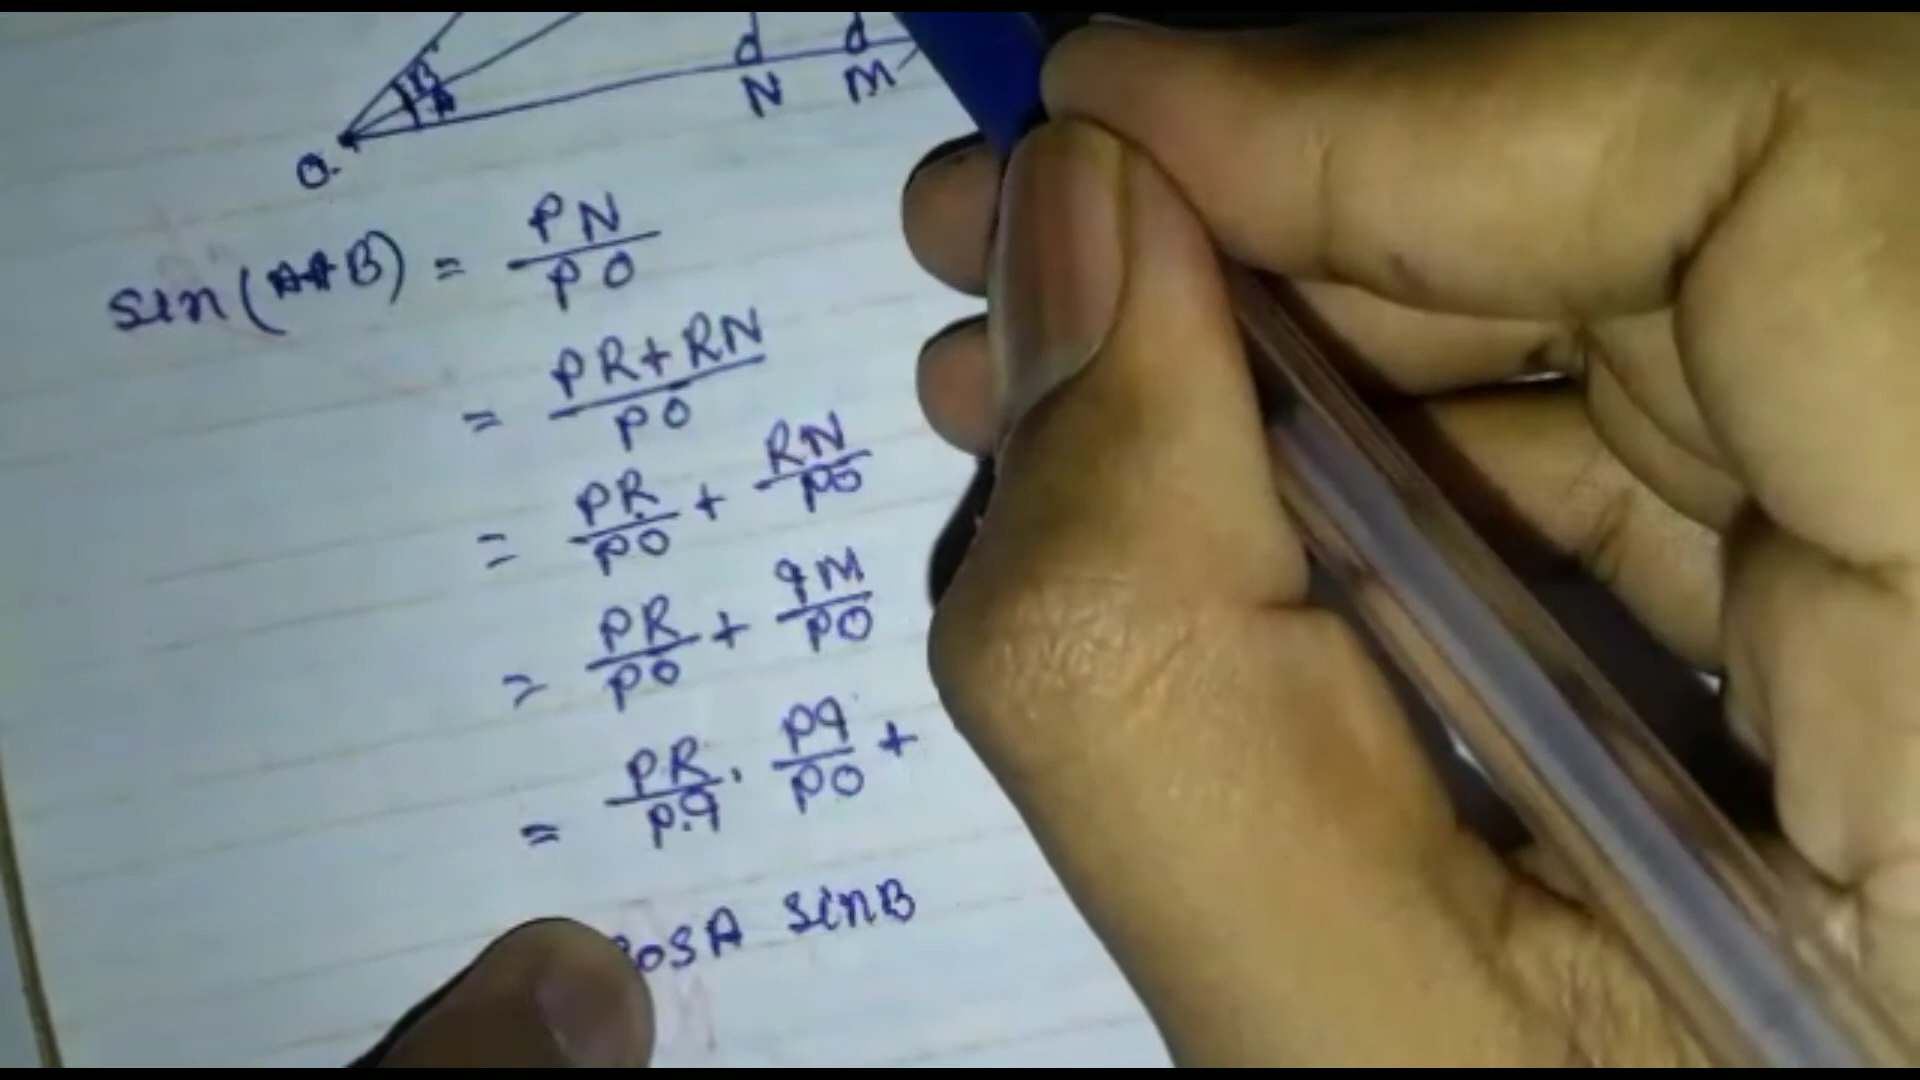 B
A
N M
O.
sin(A+B) = PN/PO
= PR+RN/PO
= PR/PO + RN/PO
= PR/PO + qM/PO
= PR/Pq . Pq/PO +
cosA sinB